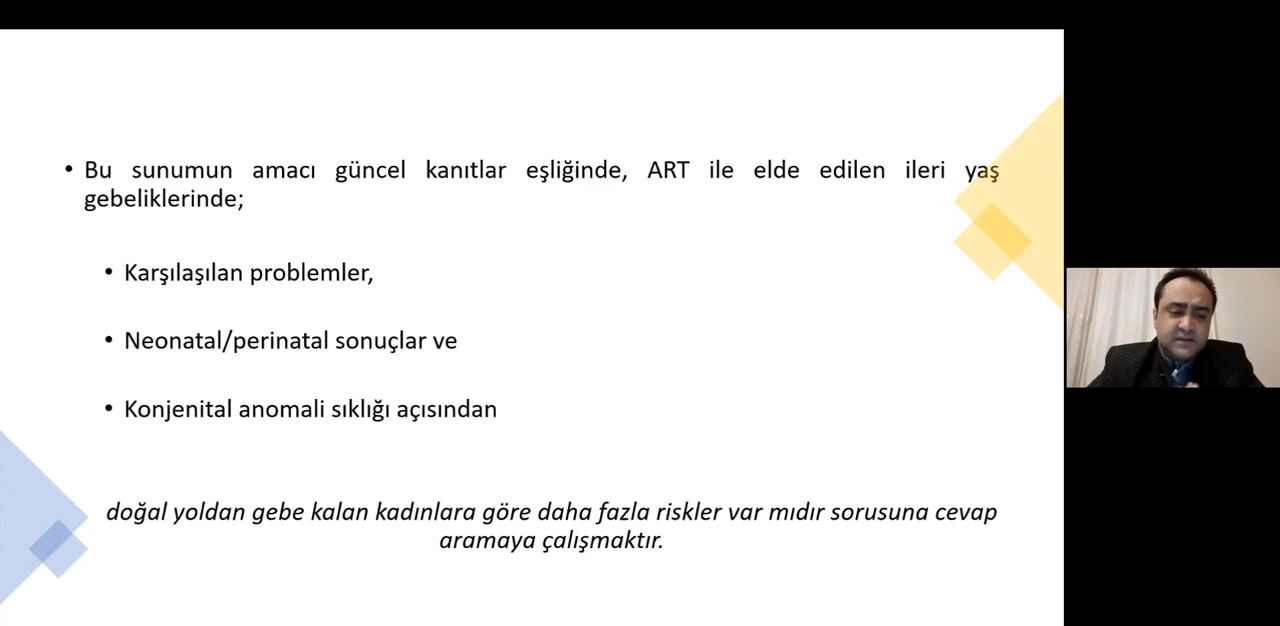 • Bu sunumun amacı güncel kanıtlar eşliğinde, ART ile elde edilen ileri yaş
gebeliklerinde;
• Karşılaşılan problemler,
• Neonatal/perinatal sonuçlar ve
• Konjenital anomali sıklığı açısından
doğal yoldan gebe kalan kadınlara göre daha fazla riskler var mıdır sorusuna cevap
aramaya çalışmaktır.